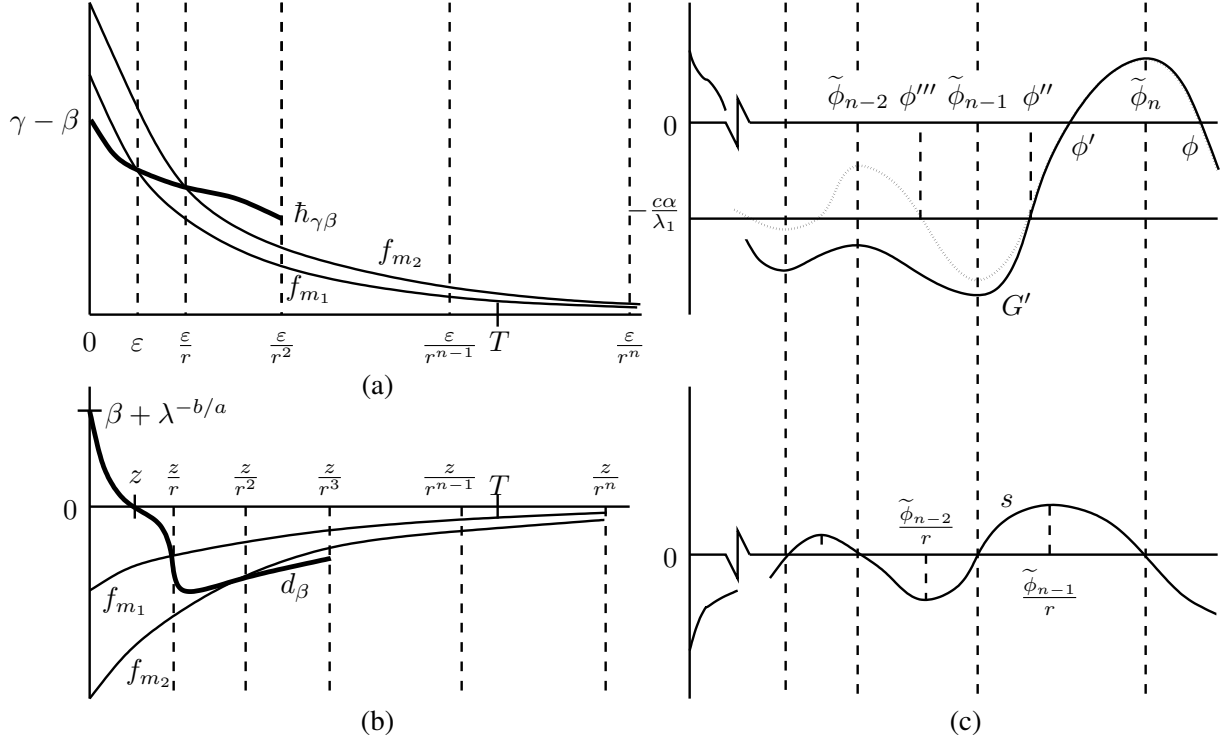 γ − β
ħ_{γβ}
f_{m_2}
f_{m_1}
0 ε ε/r ε/r^2 ε/r^{n−1} T ε/r^n
(a)
β + λ^{−b/a}
z z/r z/r^2 z/r^3 z/r^{n−1} T z/r^n
0
d_β
f_{m_1}
f_{m_2}
(b)
φ̃_{n−2} φ''' φ̃_{n−1} φ'' φ̃_n
0
φ' φ
−cα/λ_1
G'
s
φ̃_{n−2}/r
0
φ̃_{n−1}/r
(c)